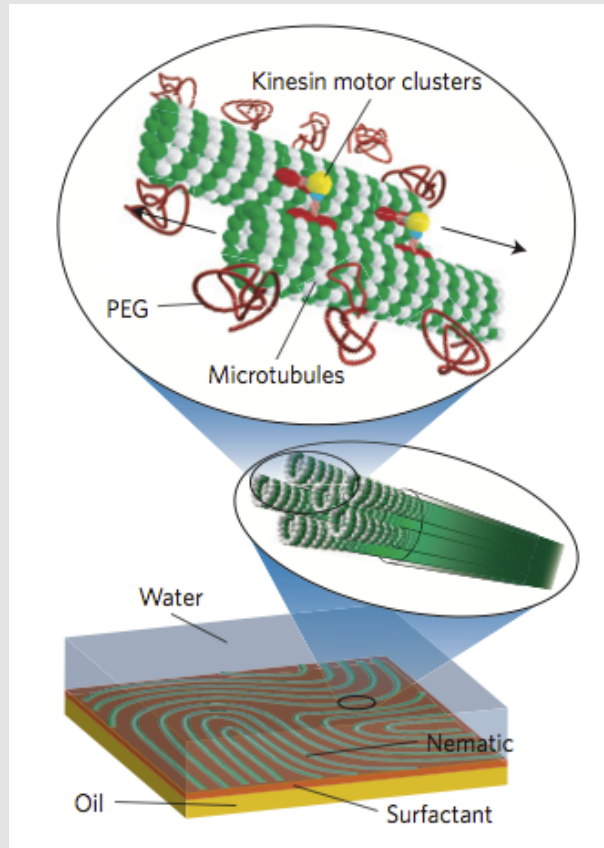 Kinesin motor clusters
PEG
Microtubules
Water
Nematic
Oil
Surfactant